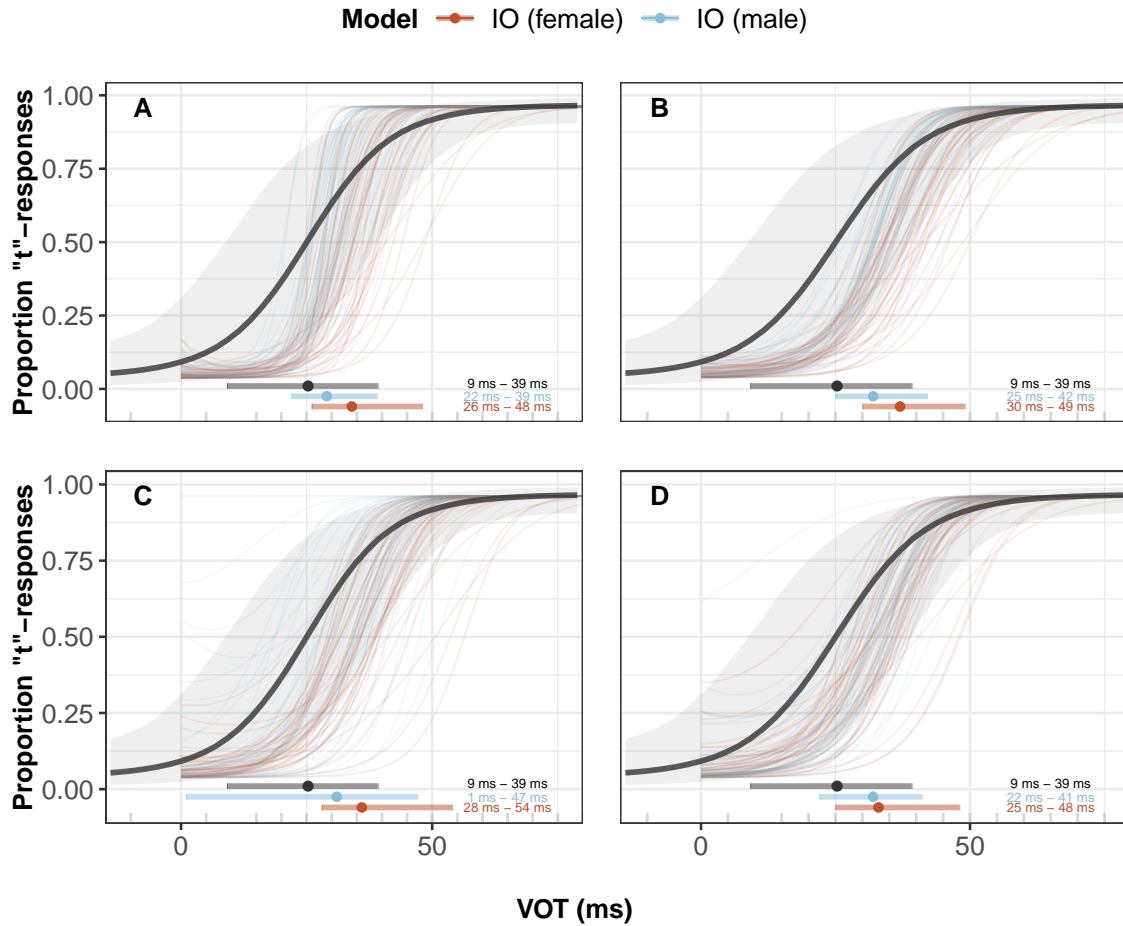 Model IO (female) IO (male)
A
B
1.00
0.75
0.50
0.25
0.00
Proportion "t"−responses
9 ms − 39 ms
22 ms − 39 ms
26 ms − 48 ms
9 ms − 39 ms
25 ms − 42 ms
30 ms − 49 ms
C
D
1.00
0.75
0.50
0.25
0.00
Proportion "t"−responses
9 ms − 39 ms
1 ms − 47 ms
28 ms − 54 ms
9 ms − 39 ms
22 ms − 41 ms
25 ms − 48 ms
0 50 0 50
VOT (ms)